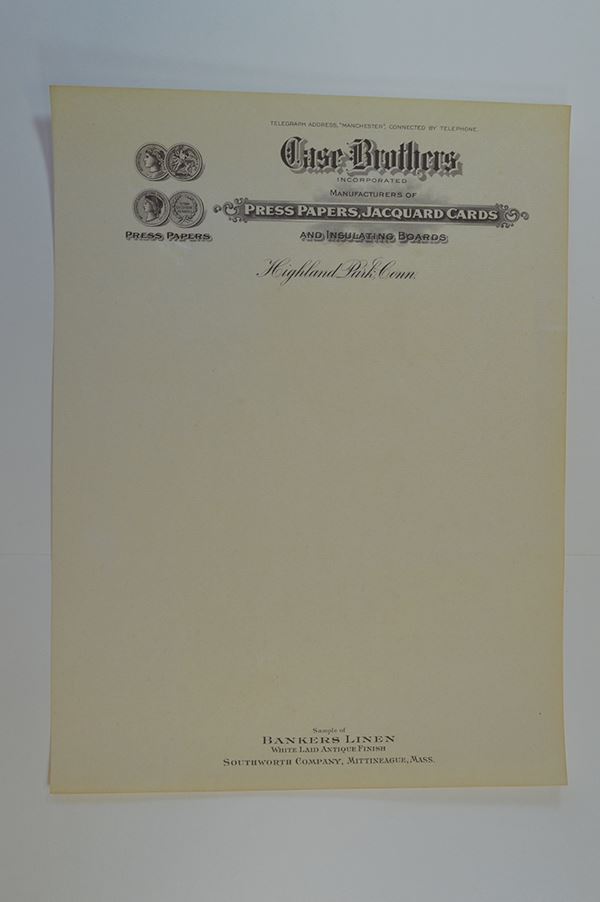 TELEGRAPH ADDRESS, "MANCHESTER", CONNECTED BY TELEPHONE.
Case Brothers
INCORPORATED
MANUFACTURERS OF
PRESS PAPERS, JACQUARD CARDS
PRESS PAPERS
AND INSULATING BOARDS
Highland Park, Conn.
Sample of
BANKERS LINEN
WHITE LAID ANTIQUE FINISH
SOUTHWORTH COMPANY, MITTINEAGUE, MASS.